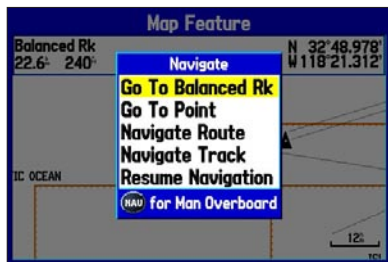 Map Feature
Balanced Rk
22.6 240°
N 32°48.978'
W118°21.312'
Navigate
Go To Balanced Rk
Go To Point
Navigate Route
Navigate Track
Resume Navigation
NAV for Man Overboard
IC OCEAN
12